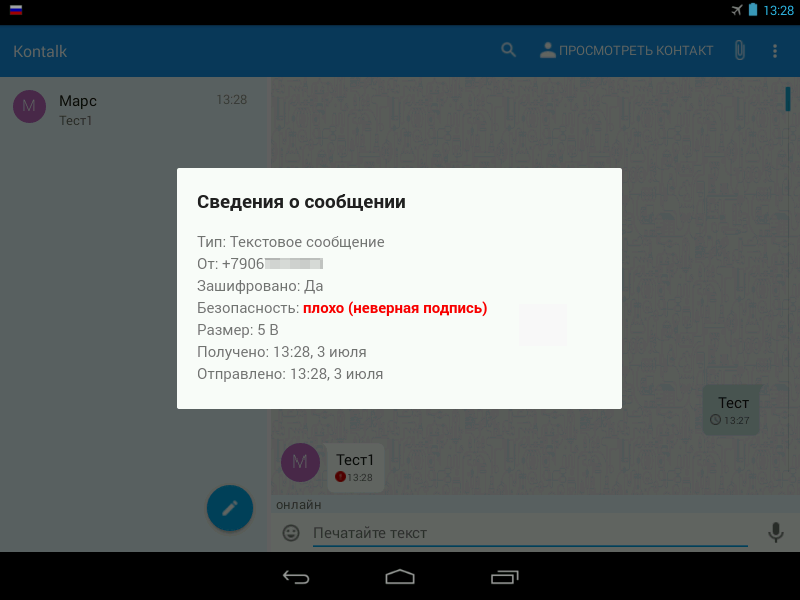 13:28
Kontalk
ПРОСМОТРЕТЬ КОНТАКТ
М
Марс
13:28
Тест1
Сведения о сообщении
Тип: Текстовое сообщение
От: +7906
Зашифровано: Да
Безопасность: плохо (неверная подпись)
Размер: 5 B
Получено: 13:28, 3 июля
Отправлено: 13:28, 3 июля
Тест
13:27
М
Тест1
13:28
онлайн
Печатайте текст